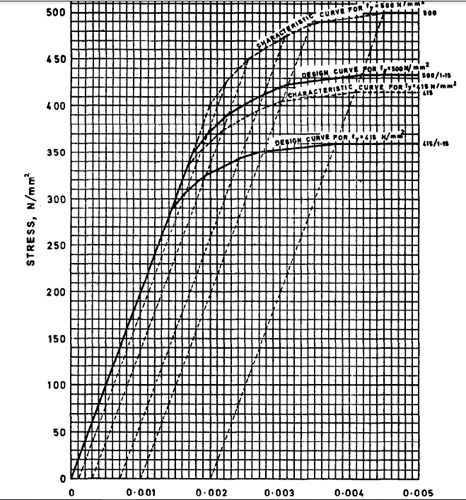 500
CHARACTERISTIC CURVE FOR fy=500 N/mm²
500
450
DESIGN CURVE FOR fy=500N/mm²
500/1·15
CHARACTERISTIC CURVE FOR fy=415 N/mm²
415
400
DESIGN CURVE FOR fy=415 N/mm²
415/1·15
350
300
STRESS, N/mm²
250
200
150
100
50
0
0 0·001 0·002 0·003 0·004 0·005